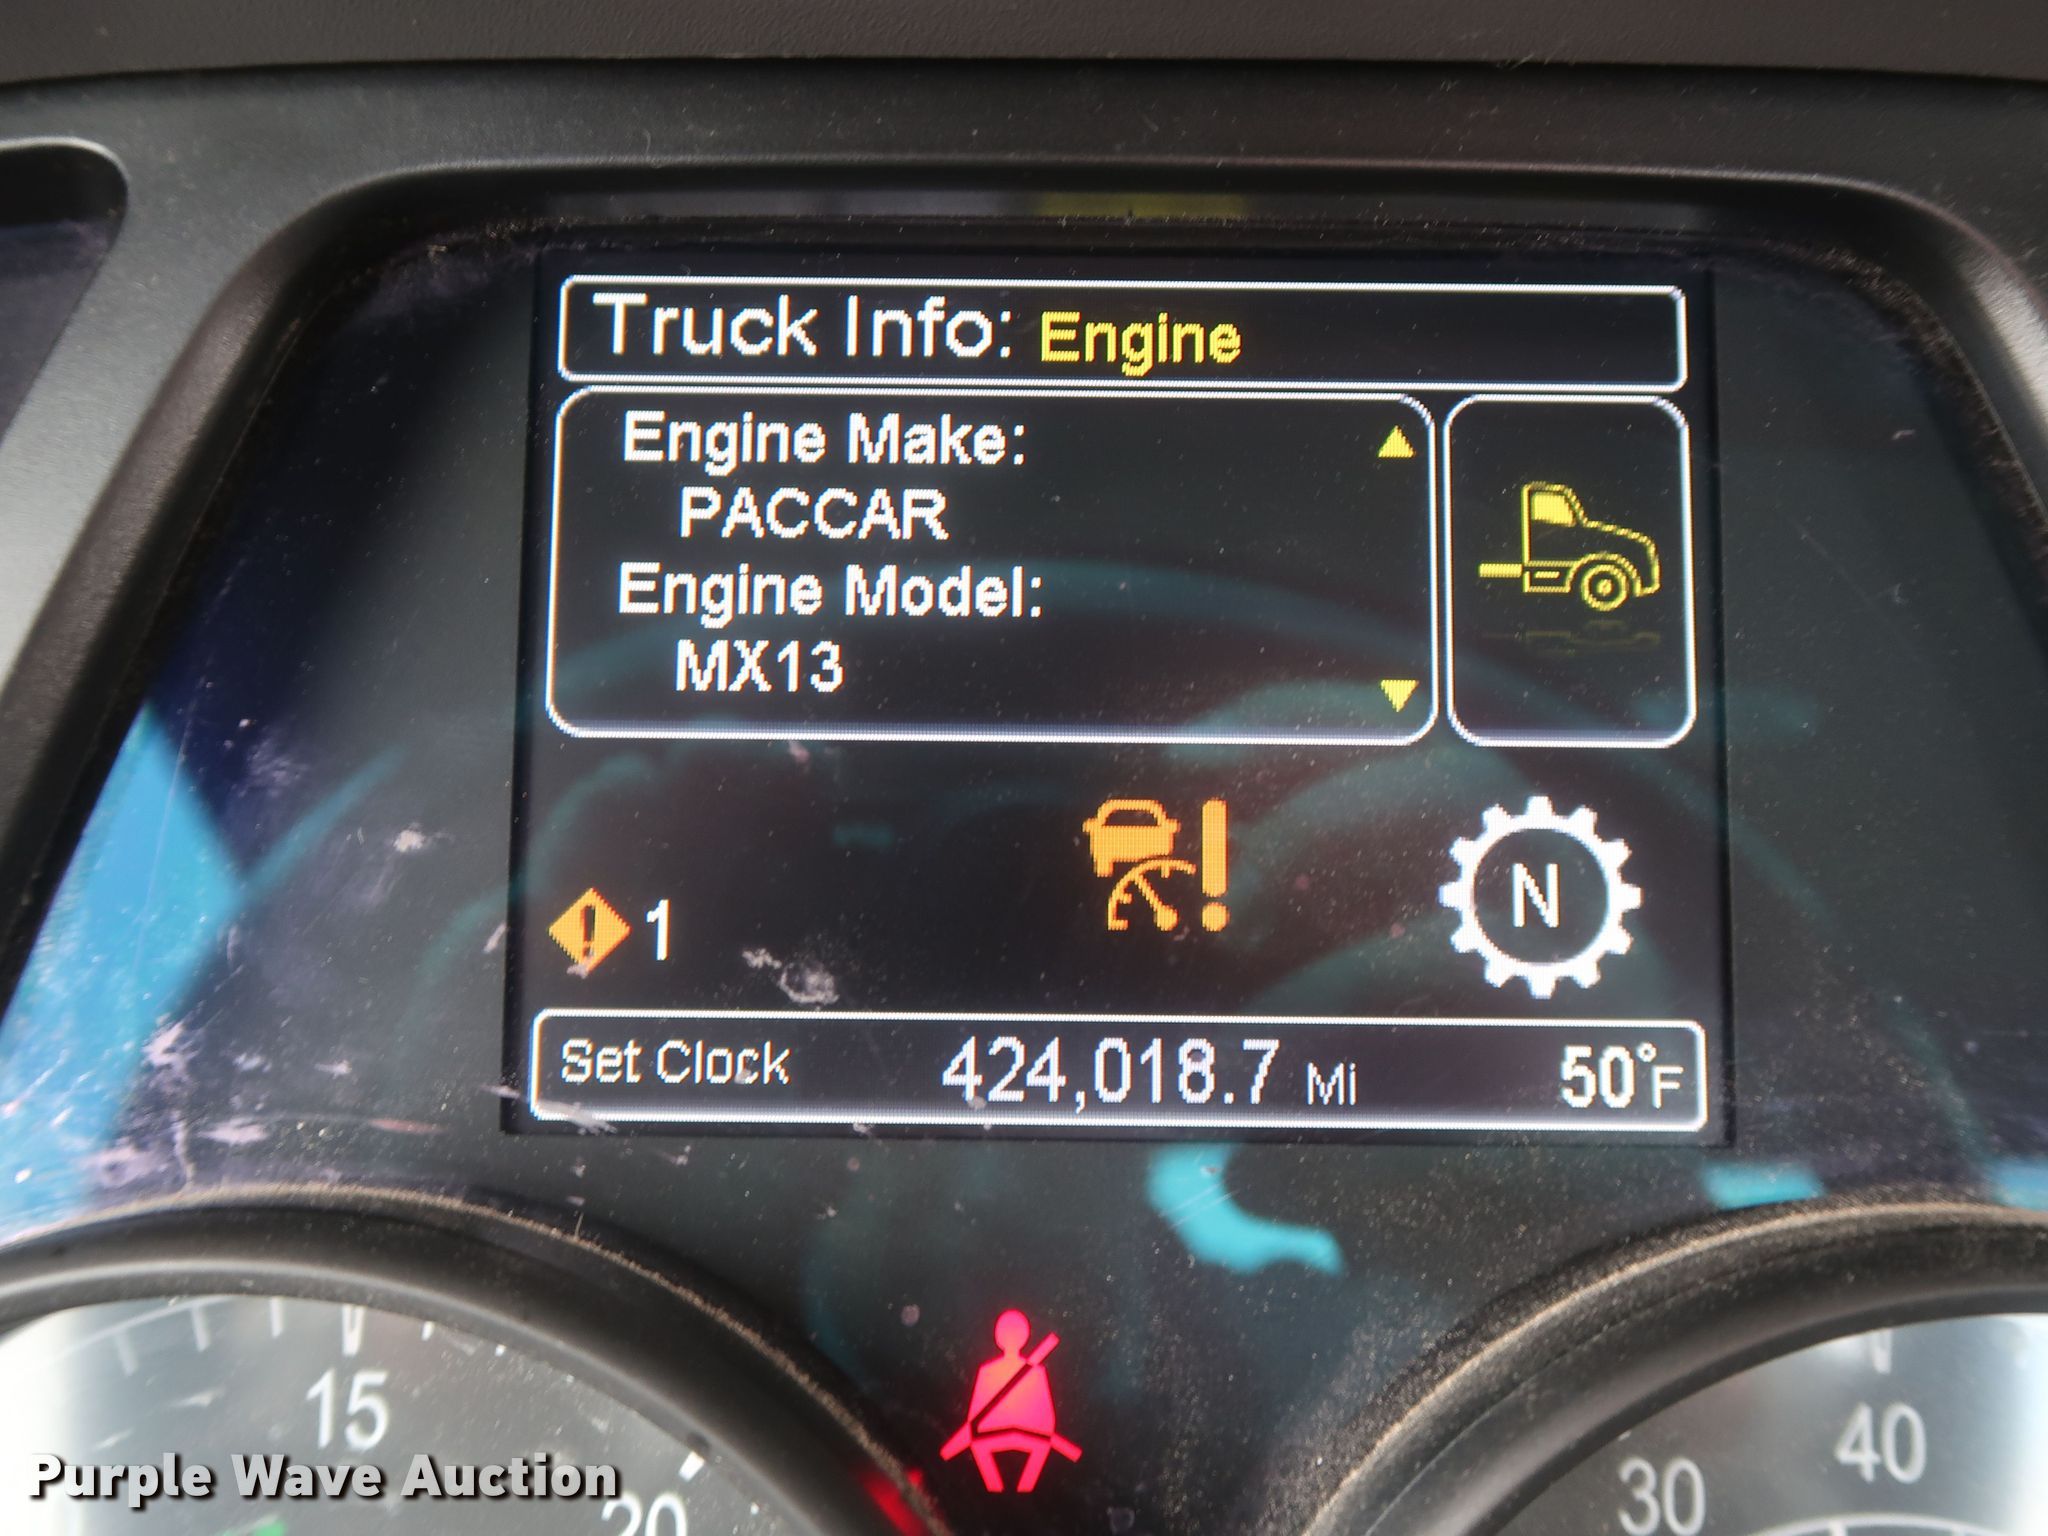 Truck Info: Engine
Engine Make:
PACCAR
Engine Model:
MX13
1
N
Set Clock 424,018.7 Mi 50°F
15
20
30
40
Purple Wave Auction